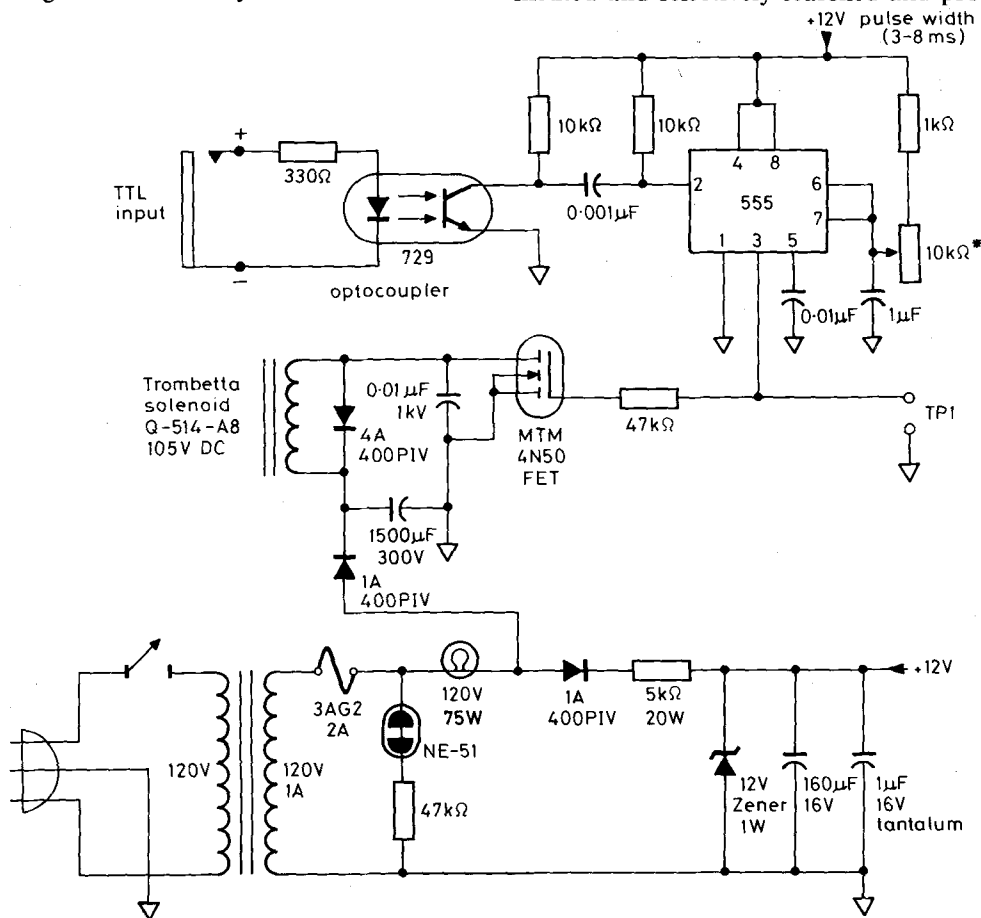 +12V pulse width
(3-8 ms)
10kΩ
10kΩ
1kΩ
+
330Ω
TTL
input
0·001μF
4
8
2
555
6
7
1
3
5
10kΩ*
729
optocoupler
−
0·01μF
1μF
Trombetta
solenoid
Q-514-A8
105V DC
0·01μF
1kV
4A
400PIV
MTM
4N50
FET
47kΩ
TP1
1500μF
300V
1A
400PIV
+12V
3AG2
2A
120V
75W
1A
400PIV
5kΩ
20W
NE-51
120V
120V
1A
47kΩ
12V
Zener
1W
160μF
16V
1μF
16V
tantalum